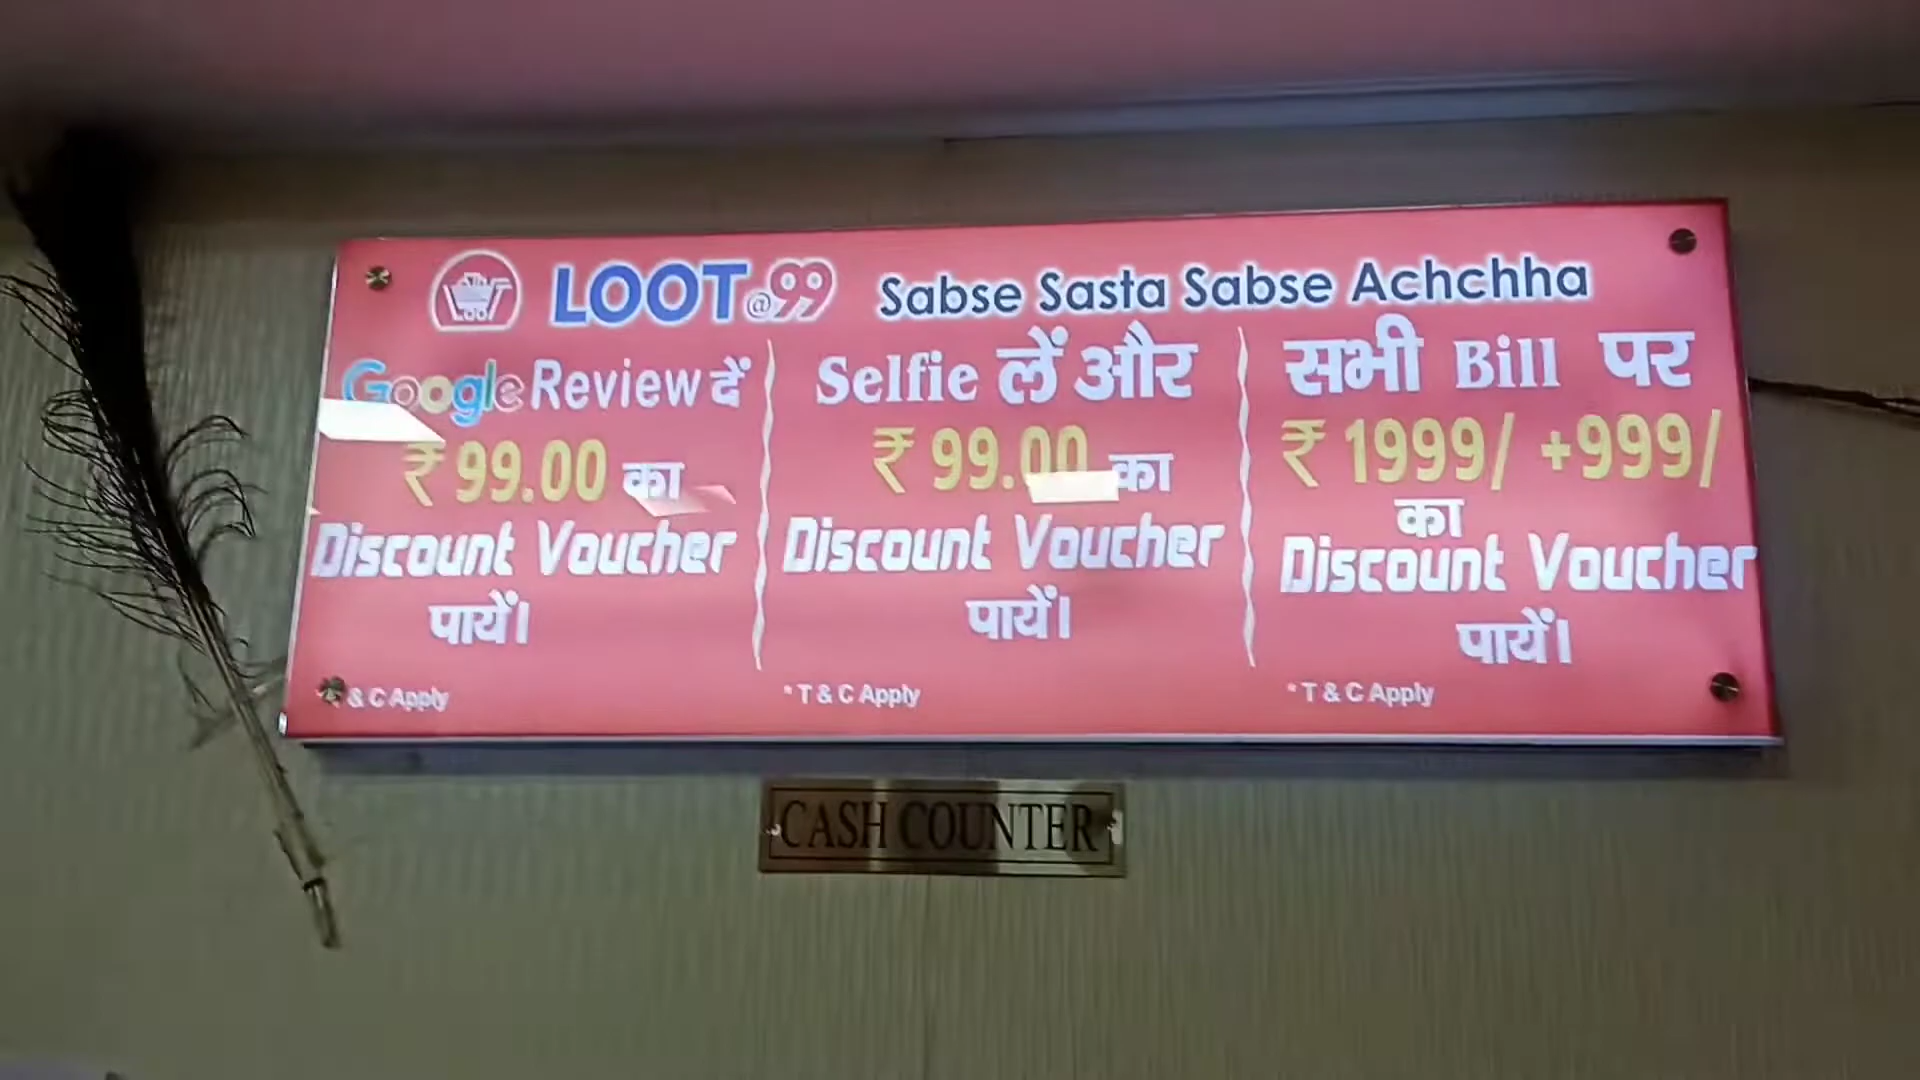 LOOT@99 Sabse Sasta Sabse Achchha
Google Review दें
₹ 99.00 का
Discount Voucher
पायें।
& C Apply
Selfie लें और
₹ 99.00 का
Discount Voucher
पायें।
* T & C Apply
सभी Bill पर
₹ 1999/ +999/
का
Discount Voucher
पायें।
* T & C Apply
CASH COUNTER